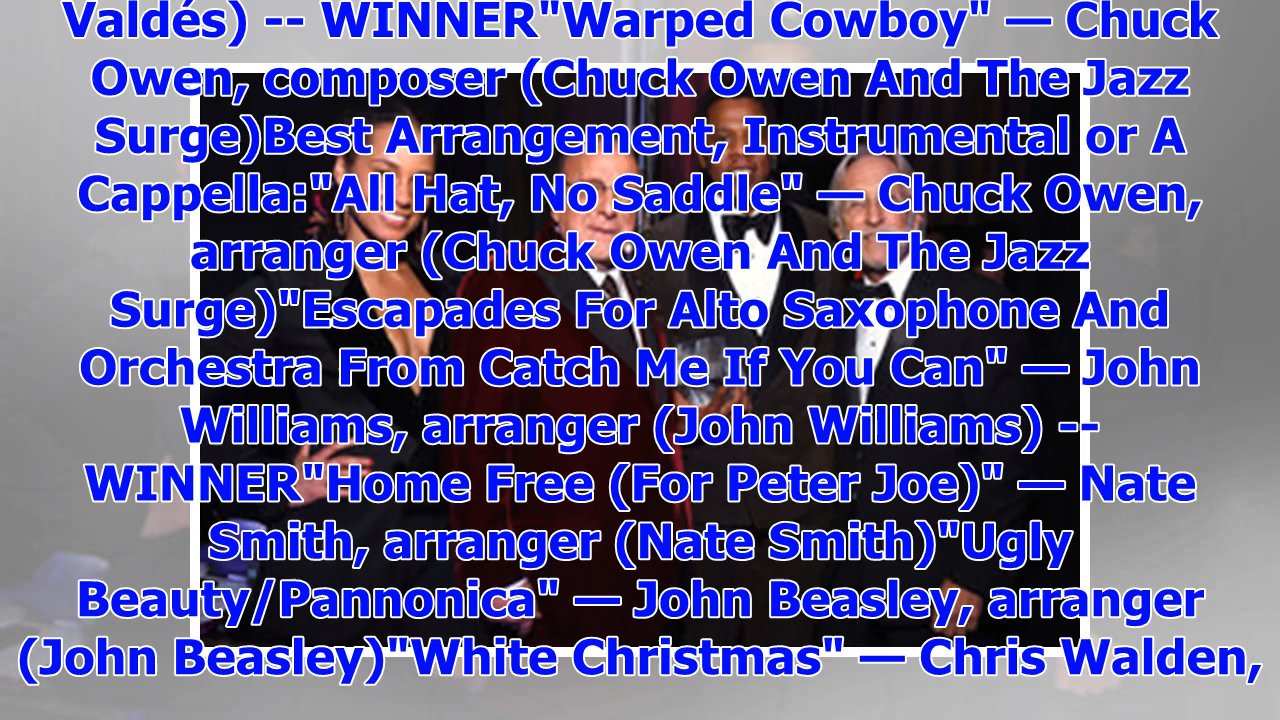 Valdés) -- WINNER"Warped Cowboy" — Chuck
Owen, composer (Chuck Owen And The Jazz
Surge)Best Arrangement, Instrumental or A
Cappella:"All Hat, No Saddle" — Chuck Owen,
arranger (Chuck Owen And The Jazz
Surge)"Escapades For Alto Saxophone And
Orchestra From Catch Me If You Can" — John
Williams, arranger (John Williams) --
WINNER"Home Free (For Peter Joe)" — Nate
Smith, arranger (Nate Smith)"Ugly
Beauty/Pannonica" — John Beasley, arranger
(John Beasley)"White Christmas" — Chris Walden,